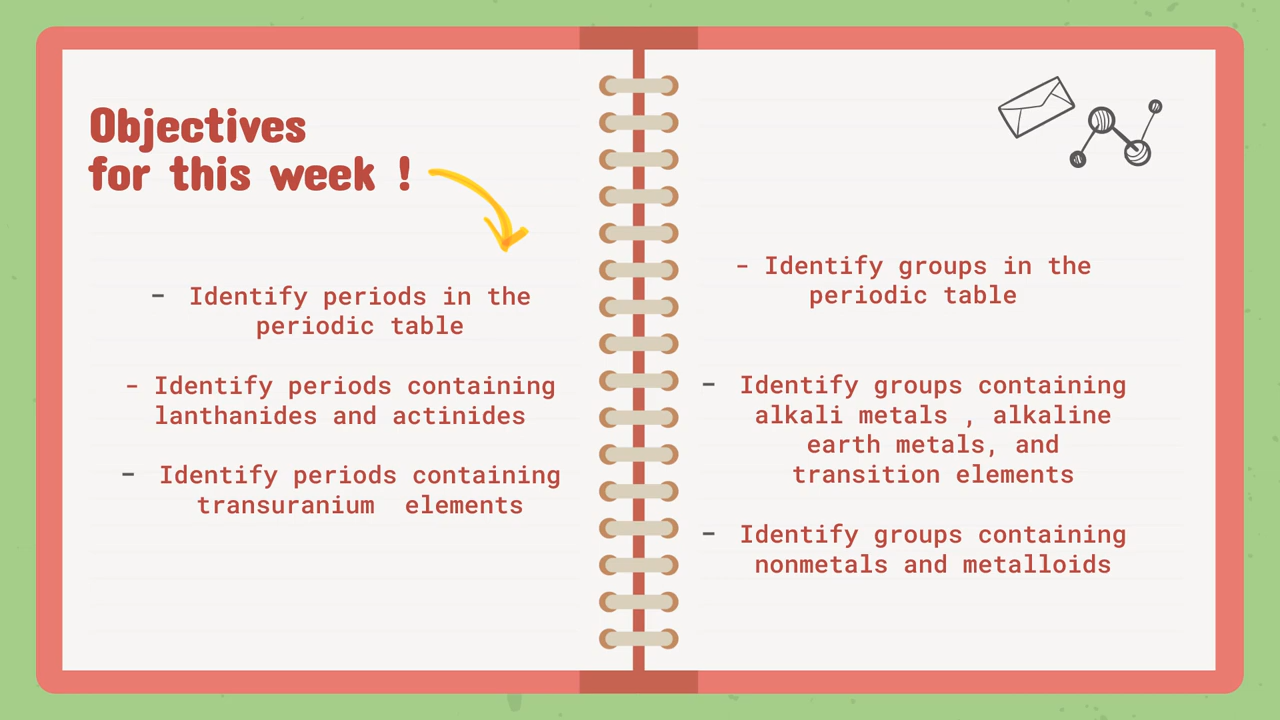 Objectives
for this week !
- Identify periods in the
periodic table
- Identify periods containing
lanthanides and actinides
- Identify periods containing
transuranium elements
- Identify groups in the
periodic table
- Identify groups containing
alkali metals , alkaline
earth metals, and
transition elements
- Identify groups containing
nonmetals and metalloids